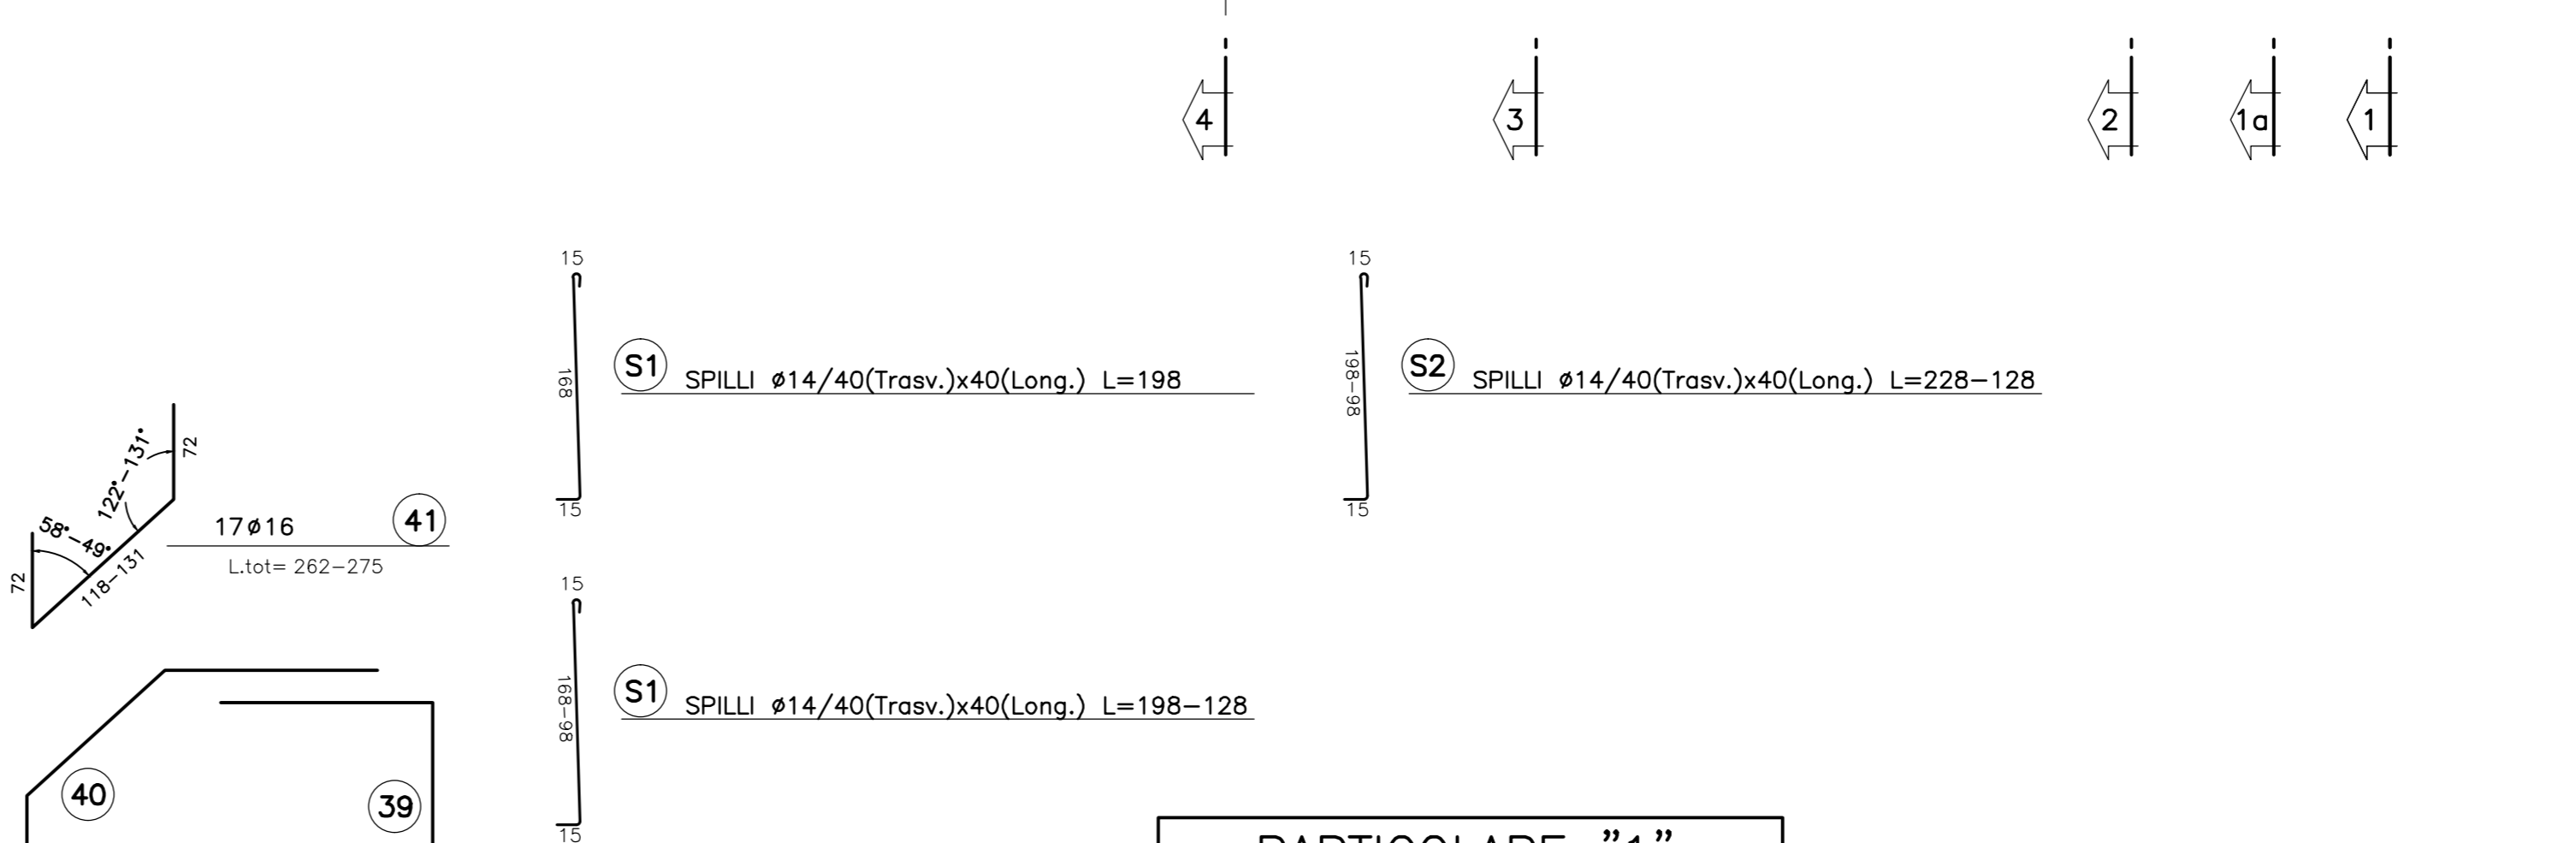 4
3
2
1a
1
15
168
15
S1
SPILLI ø14/40(Trasv.)x40(Long.) L=198
15
198-98
15
S2
SPILLI ø14/40(Trasv.)x40(Long.) L=228-128
72
122°-131°
58°-49°
118-131
72
17ø16
41
L.tot= 262-275
15
168-98
15
S1
SPILLI ø14/40(Trasv.)x40(Long.) L=198-128
40
39
PARTICOLARE "1"